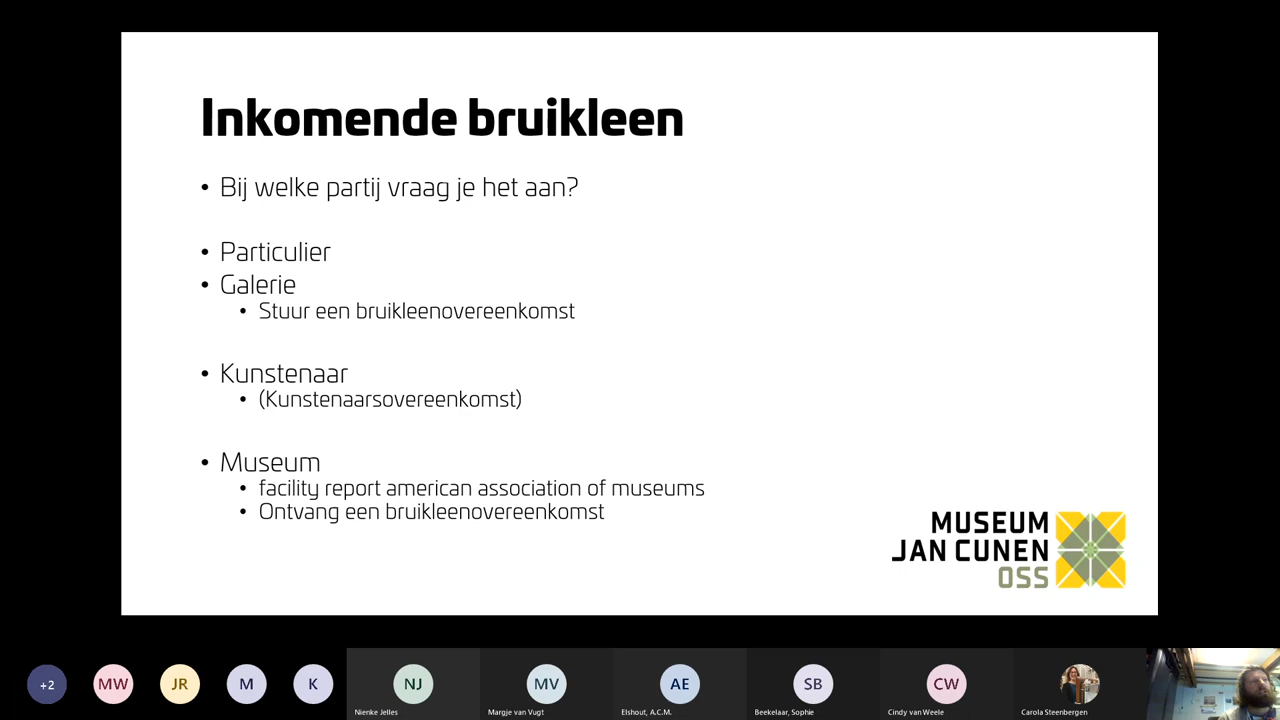 Inkomende bruikleen
• Bij welke partij vraag je het aan?
• Particulier
• Galerie
• Stuur een bruikleenovereenkomst
• Kunstenaar
• (Kunstenaarsovereenkomst)
• Museum
• facility report american association of museums
• Ontvang een bruikleenovereenkomst
MUSEUM
JAN CUNEN
OSS
+2
MW
JR
M
K
NJ
MV
AE
SB
CW
Nienke Jelles
Margje van Vugt
Elshout, A.C.M.
Beekelaar, Sophie
Cindy van Weele
Carola Steenbergen